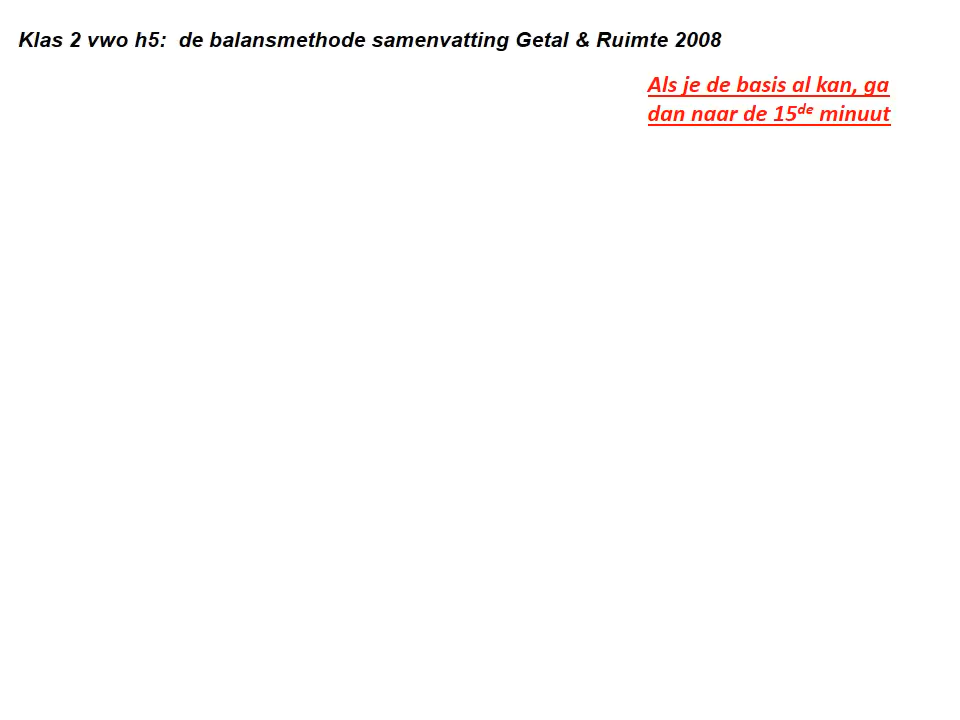 Klas 2 vwo h5: de balansmethode samenvatting Getal & Ruimte 2008
Als je de basis al kan, ga
dan naar de 15de minuut